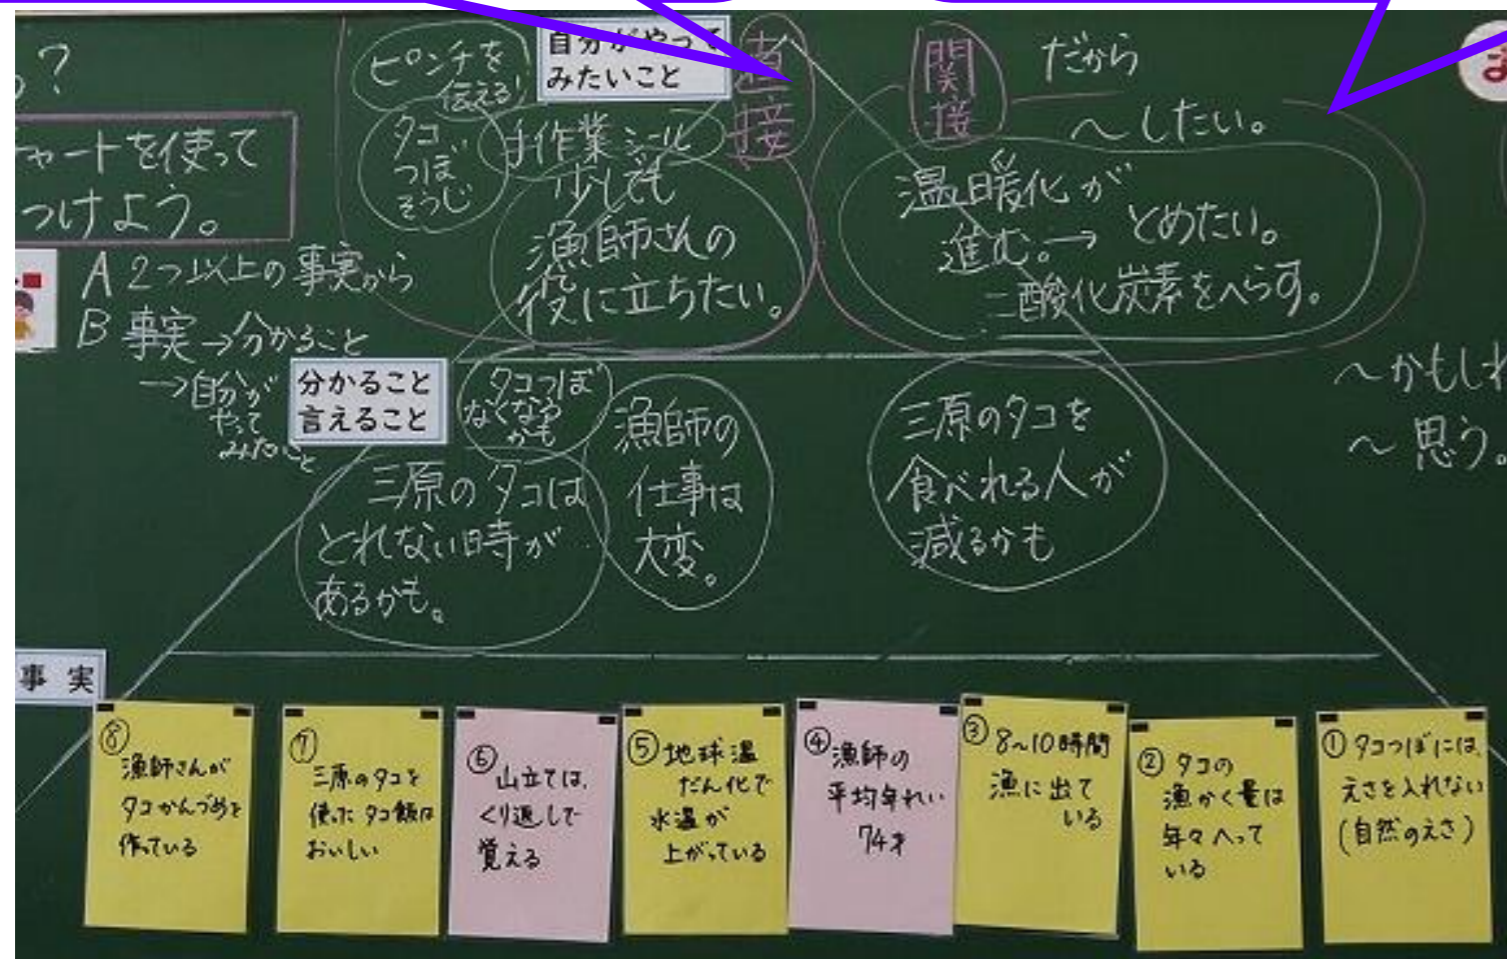 ？
ャートを使って
つけよう。
A 2つ以上の事実から
B 事実→分かること
→自分が
やって
みたいこと
自分がやって
みたいこと
ピンチを
伝える!
タコ
つぼ
そうじ
手作業シール
少しでも
漁師さんの
役に立ちたい。
直接
関接
だから
～したい。
温暖化が
進む。→とめたい。
二酸化炭素をへらす。
分かること
言えること
タコつぼ
なくなる
かも
三原のタコは
とれない時が
あるかも。
漁師の
仕事は
大変。
三原のタコを
食べれる人が
減るかも
～かもしれ
～思う。
事実
⑧
漁師さんが
タコかんづめを
作っている
⑦
三原のタコを
使ったタコ飯は
おいしい
⑥
山立ては、
くり返しで
覚える
⑤地球温
だん化で
水温が
上がっている
④漁師の
平均年れい
74才
③8～10時間
漁に出て
いる
②タコの
漁かく量は
年々へって
いる
①タコつぼには、
えさを入れない
(自然のえさ)